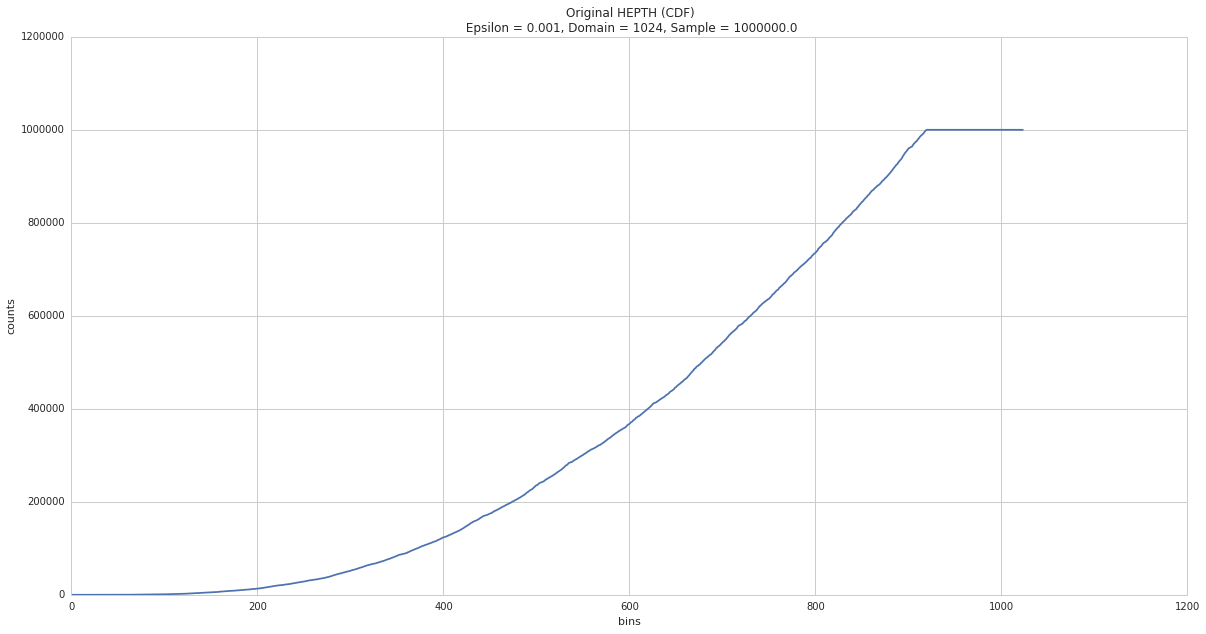 Original HEPTH (CDF)
Epsilon = 0.001, Domain = 1024, Sample = 1000000.0
1200000
1000000
800000
600000
400000
200000
0
counts
0 200 400 600 800 1000 1200
bins